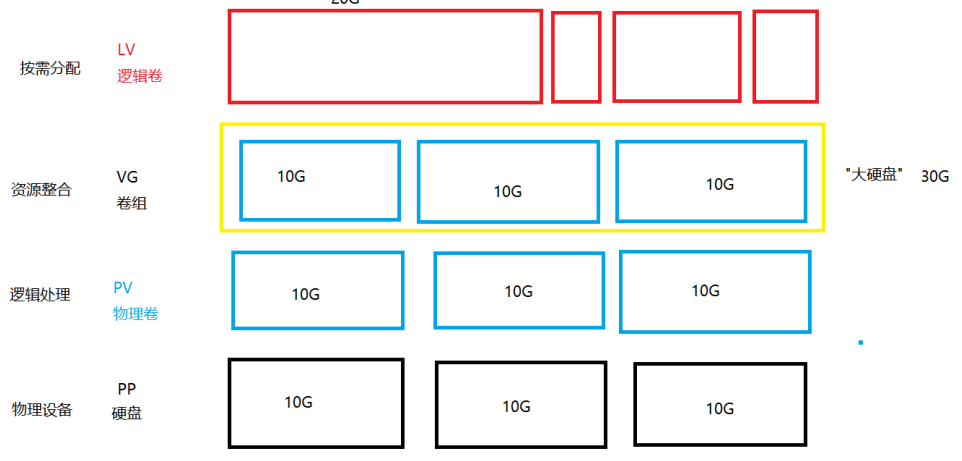 20G
按需分配
LV
逻辑卷
资源整合
VG
卷组
10G
10G
10G
"大硬盘" 30G
逻辑处理
PV
物理卷
10G
10G
10G
物理设备
PP
硬盘
10G
10G
10G